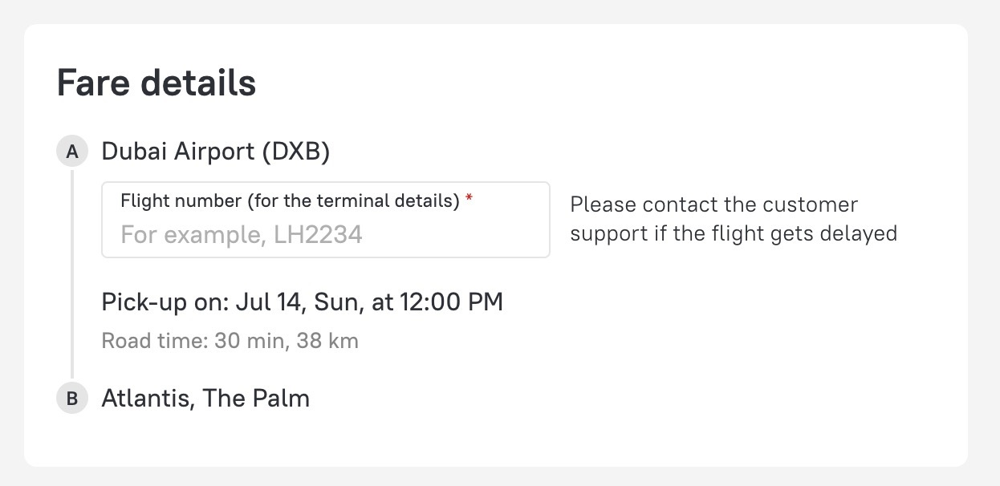 Fare details
A Dubai Airport (DXB)
Flight number (for the terminal details) *
For example, LH2234
Please contact the customer
support if the flight gets delayed
Pick-up on: Jul 14, Sun, at 12:00 PM
Road time: 30 min, 38 km
B Atlantis, The Palm